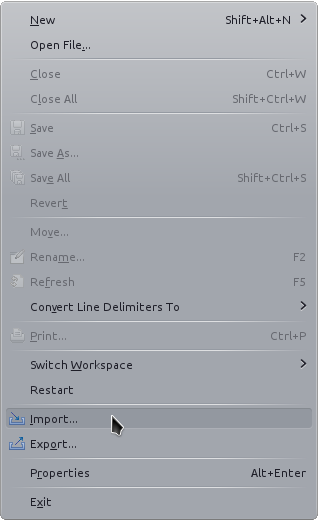 New Shift+Alt+N
Open File...
Close Ctrl+W
Close All Shift+Ctrl+W
Save Ctrl+S
Save As...
Save All Shift+Ctrl+S
Revert
Move...
Rename... F2
Refresh F5
Convert Line Delimiters To
Print... Ctrl+P
Switch Workspace
Restart
Import...
Export...
Properties Alt+Enter
Exit